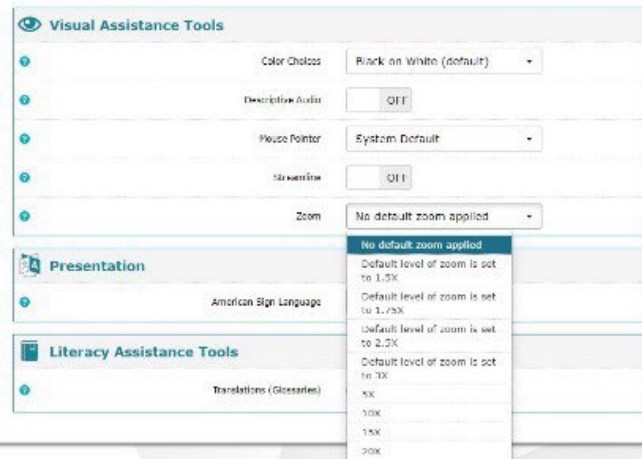 Visual Assistance Tools
Color Choices
Black on White (default)
Descriptive Audio
OFF
Mouse Pointer
System Default
Streamline
OFF
Zoom
No default zoom applied
No default zoom applied
Default level of zoom is set
to 1.5X
Default level of zoom is set
to 1.75X
Default level of zoom is set
to 2.5X
Default level of zoom is set
to 3X
5X
10X
15X
20X
Presentation
American Sign Language
Literacy Assistance Tools
Translations (Glossaries)